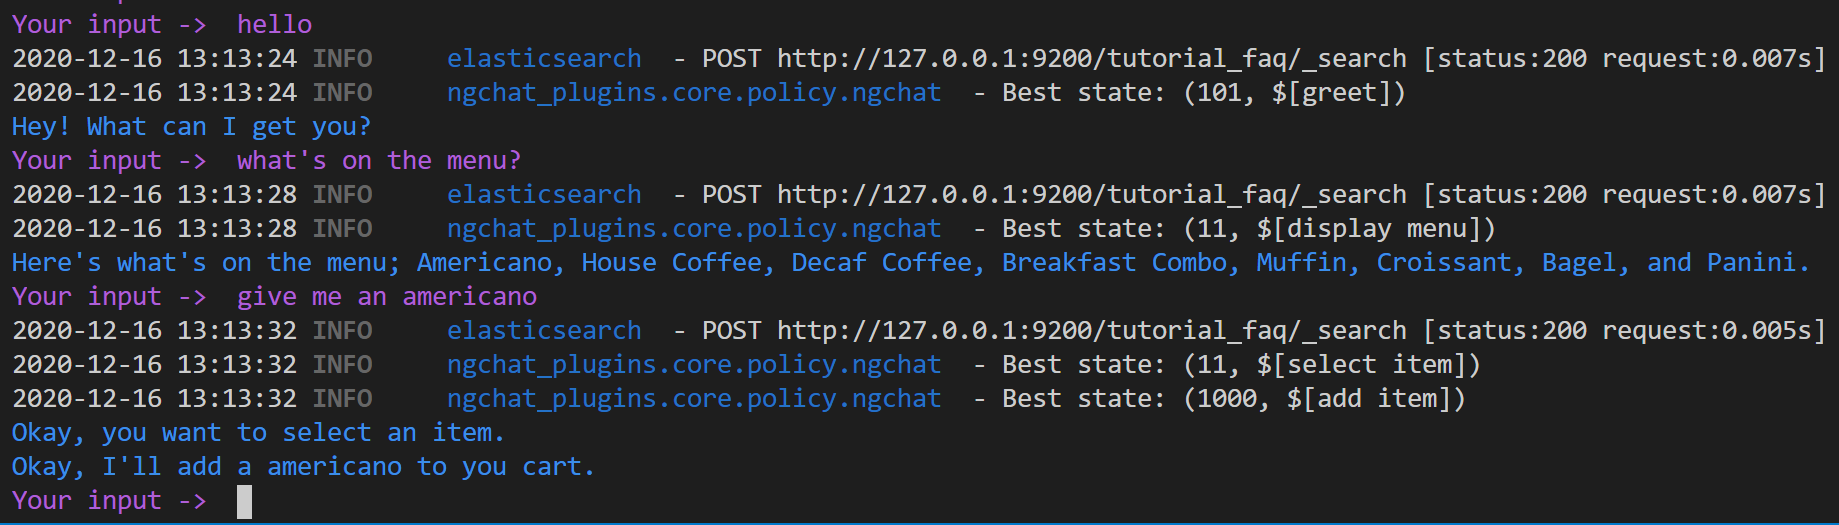 Your input ->  hello
2020-12-16 13:13:24 INFO     elasticsearch  - POST http://127.0.0.1:9200/tutorial_faq/_search [status:200 request:0.007s]
2020-12-16 13:13:24 INFO     ngchat_plugins.core.policy.ngchat  - Best state: (101, $[greet])
Hey! What can I get you?
Your input ->  what's on the menu?
2020-12-16 13:13:28 INFO     elasticsearch  - POST http://127.0.0.1:9200/tutorial_faq/_search [status:200 request:0.007s]
2020-12-16 13:13:28 INFO     ngchat_plugins.core.policy.ngchat  - Best state: (11, $[display menu])
Here's what's on the menu; Americano, House Coffee, Decaf Coffee, Breakfast Combo, Muffin, Croissant, Bagel, and Panini.
Your input ->  give me an americano
2020-12-16 13:13:32 INFO     elasticsearch  - POST http://127.0.0.1:9200/tutorial_faq/_search [status:200 request:0.005s]
2020-12-16 13:13:32 INFO     ngchat_plugins.core.policy.ngchat  - Best state: (11, $[select item])
2020-12-16 13:13:32 INFO     ngchat_plugins.core.policy.ngchat  - Best state: (1000, $[add item])
Okay, you want to select an item.
Okay, I'll add a americano to you cart.
Your input ->